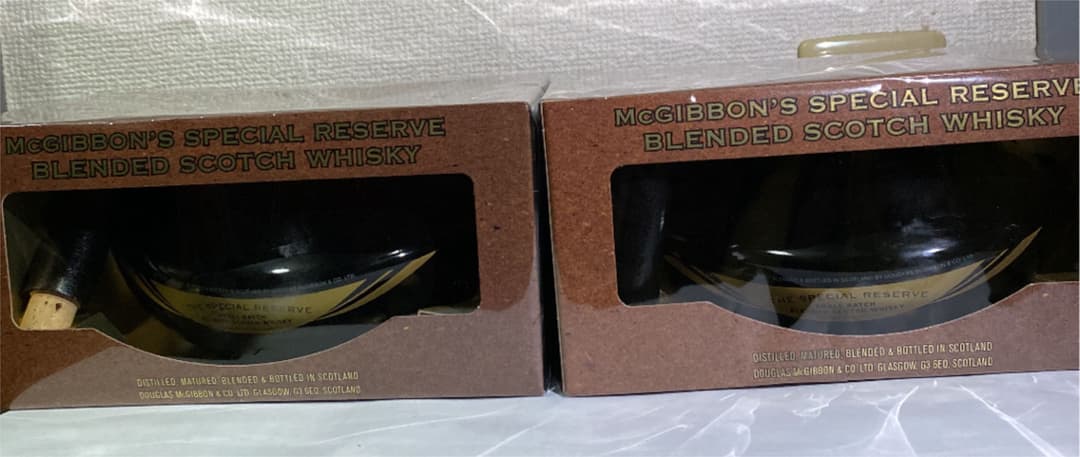 McGIBBON'S SPECIAL RESERVE
BLENDED SCOTCH WHISKY
THE SPECIAL RESERVE
DISTILLED, MATURED, BLENDED & BOTTLED IN SCOTLAND
DOUGLAS McGIBBON & CO. LTD. GLASGOW, G3 6EQ, SCOTLAND
McGIBBON'S SPECIAL RESERVE
BLENDED SCOTCH WHISKY
THE SPECIAL RESERVE
DISTILLED, MATURED, BLENDED & BOTTLED IN SCOTLAND
DOUGLAS McGIBBON & CO. LTD. GLASGOW, G3 6EQ, SCOTLAND